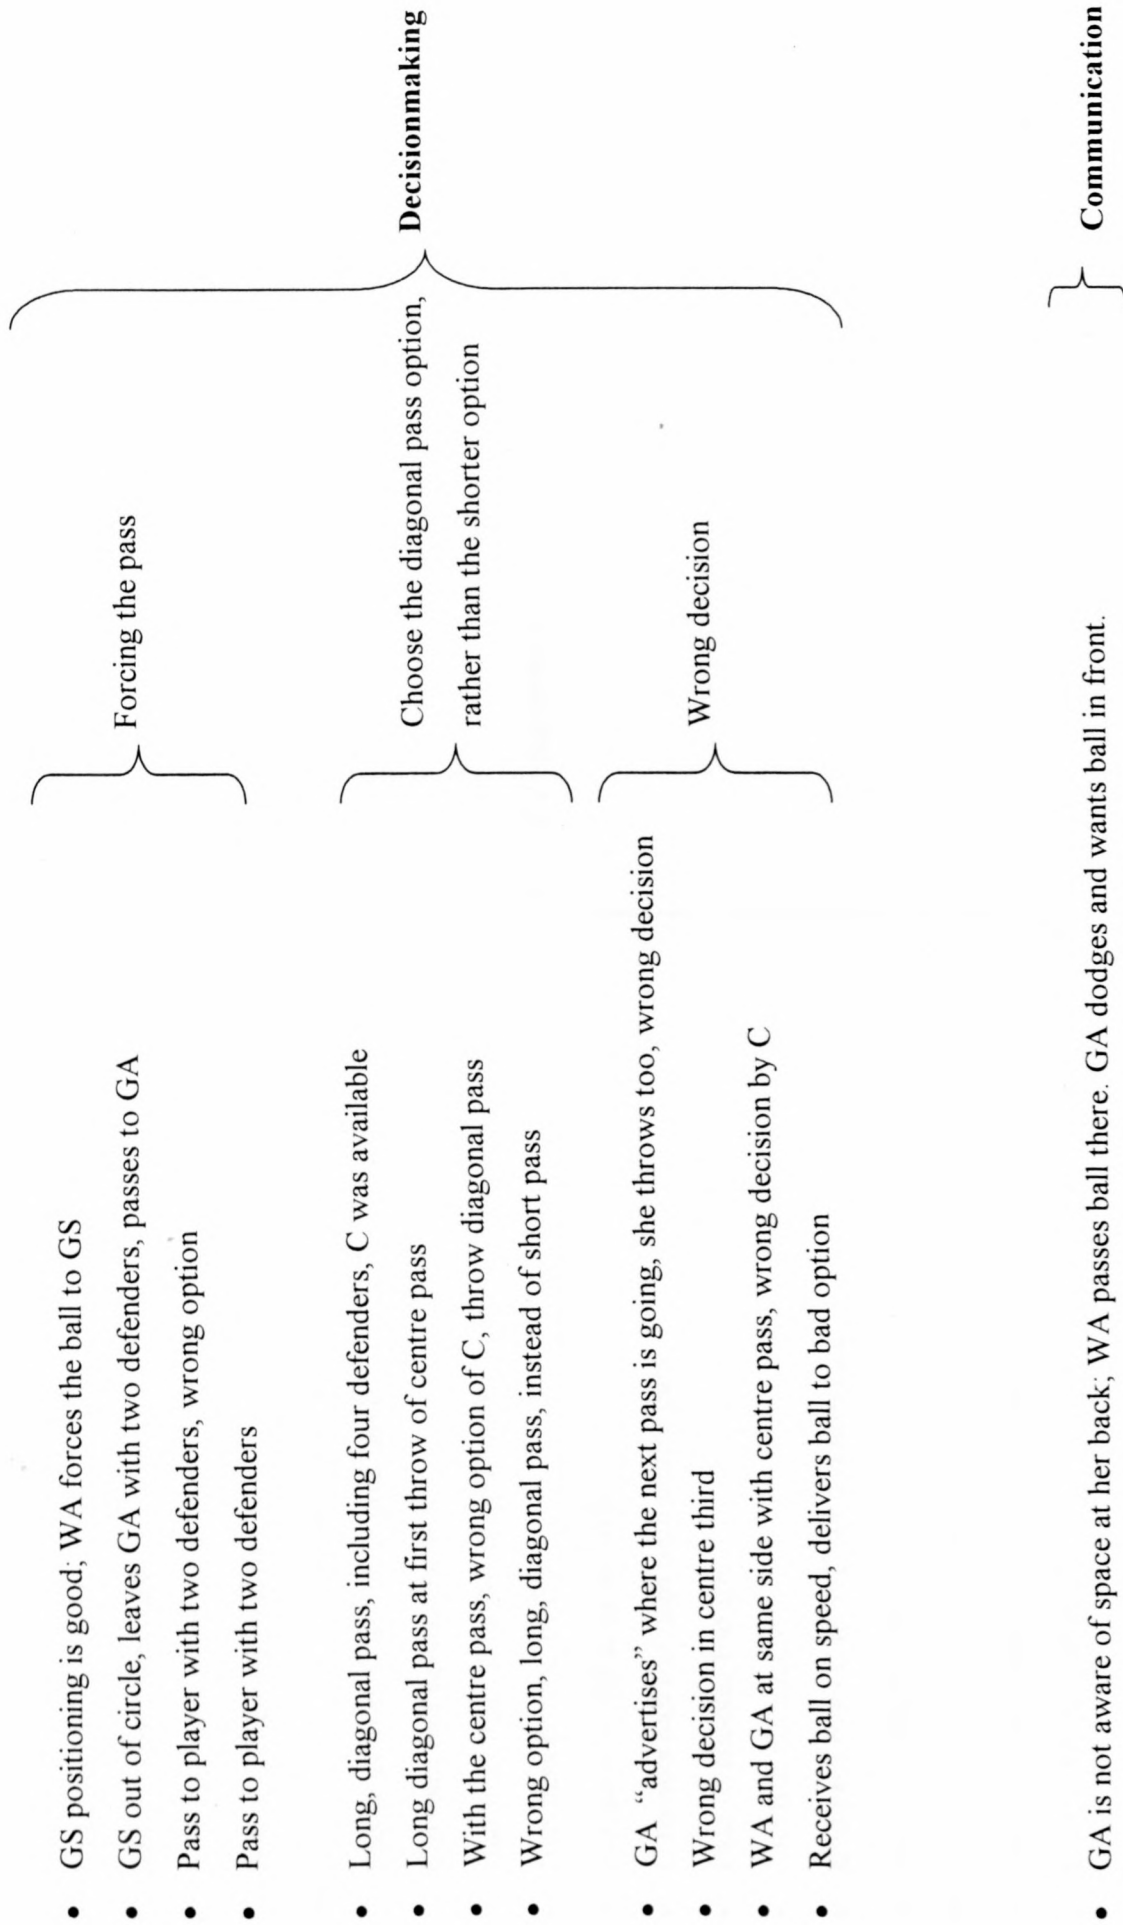 • GS positioning is good; WA forces the ball to GS
• GS out of circle, leaves GA with two defenders, passes to GA
• Pass to player with two defenders, wrong option
• Pass to player with two defenders
Forcing the pass
• Long, diagonal pass, including four defenders, C was available
• Long diagonal pass at first throw of centre pass
• With the centre pass, wrong option of C, throw diagonal pass
• Wrong option, long, diagonal pass, instead of short pass
Choose the diagonal pass option,
rather than the shorter option
• GA “advertises” where the next pass is going, she throws too, wrong decision
• Wrong decision in centre third
• WA and GA at same side with centre pass, wrong decision by C
• Receives ball on speed, delivers ball to bad option
Wrong decision
Decisionmaking
• GA is not aware of space at her back; WA passes ball there. GA dodges and wants ball in front.
Communication